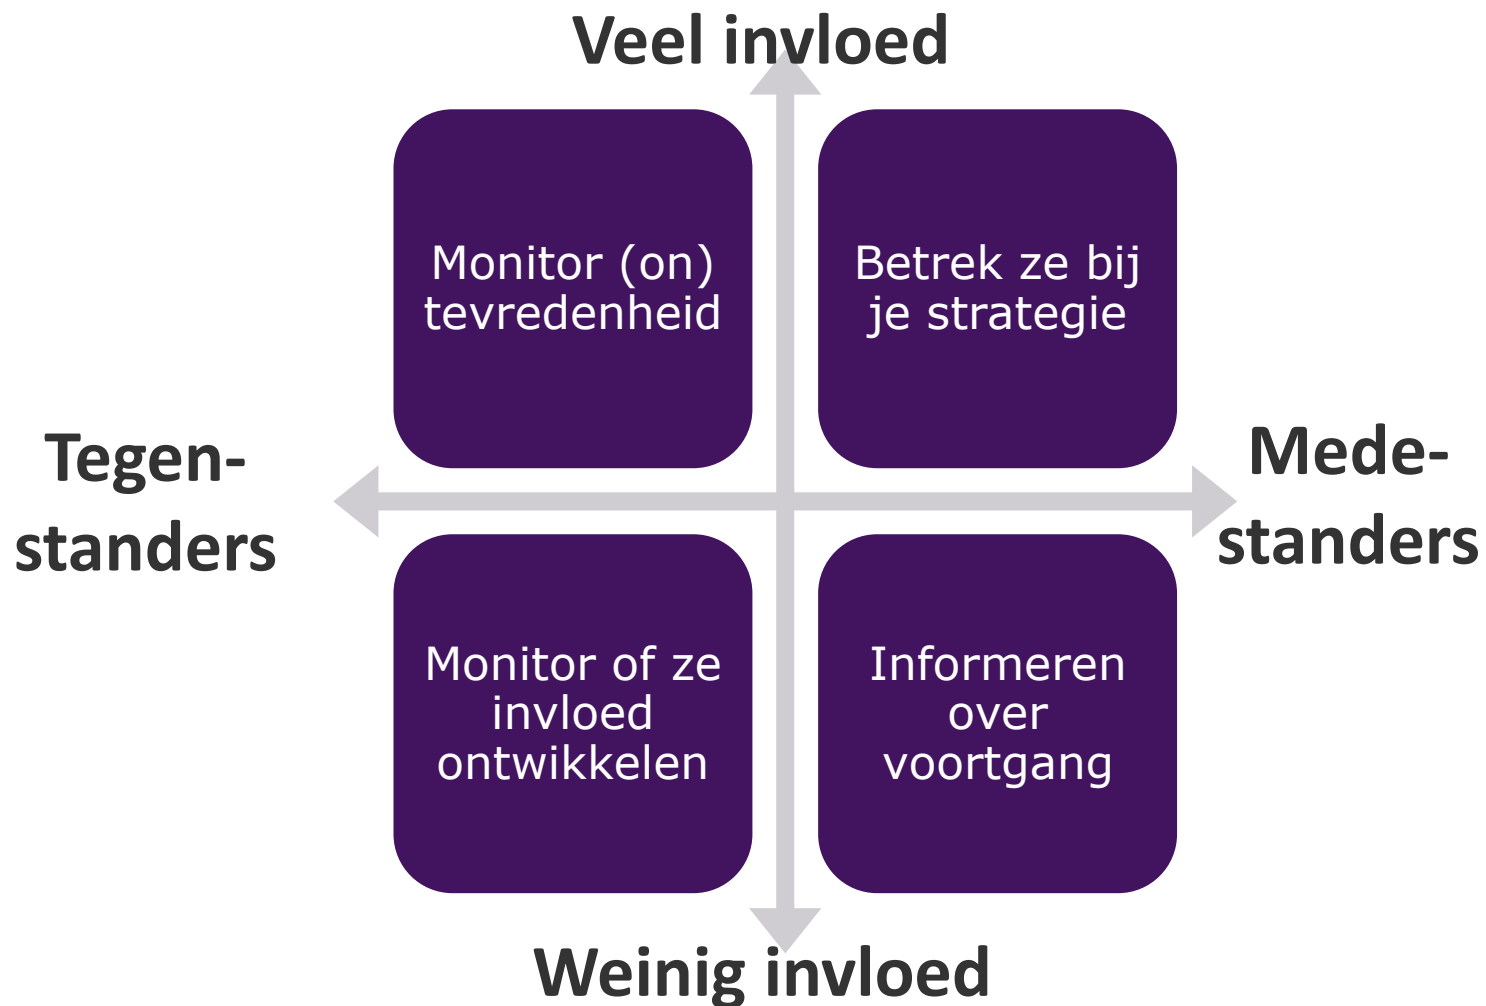 Veel invloed
Monitor (on)
tevredenheid
Betrek ze bij
je strategie
Tegen-
standers
Mede-
standers
Monitor of ze
invloed
ontwikkelen
Informeren
over
voortgang
Weinig invloed